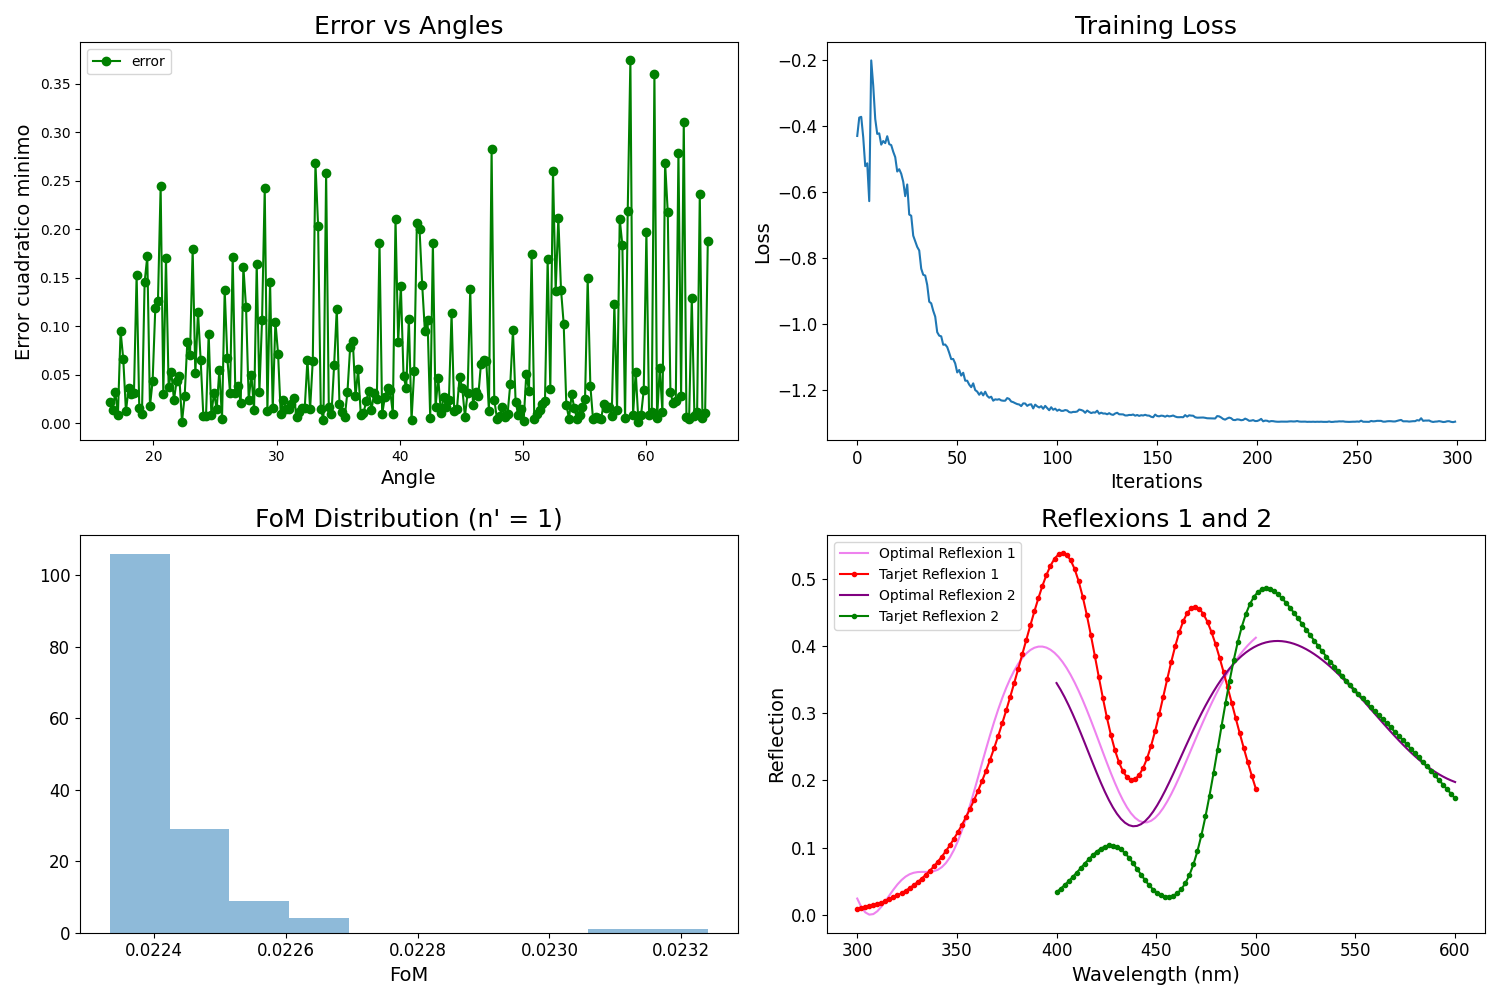 Error vs Angles
error
Error cuadratico minimo
0.35
0.30
0.25
0.20
0.15
0.10
0.05
0.00
20 30 40 50 60
Angle
Training Loss
Loss
−0.2
−0.4
−0.6
−0.8
−1.0
−1.2
0 50 100 150 200 250 300
Iterations
FoM Distribution (n' = 1)
100
80
60
40
20
0
0.0224 0.0226 0.0228 0.0230 0.0232
FoM
Reflexions 1 and 2
Optimal Reflexion 1
Tarjet Reflexion 1
Optimal Reflexion 2
Tarjet Reflexion 2
Reflection
0.5
0.4
0.3
0.2
0.1
0.0
300 350 400 450 500 550 600
Wavelength (nm)